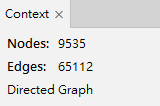 Context ×
Nodes: 9535
Edges: 65112
Directed Graph